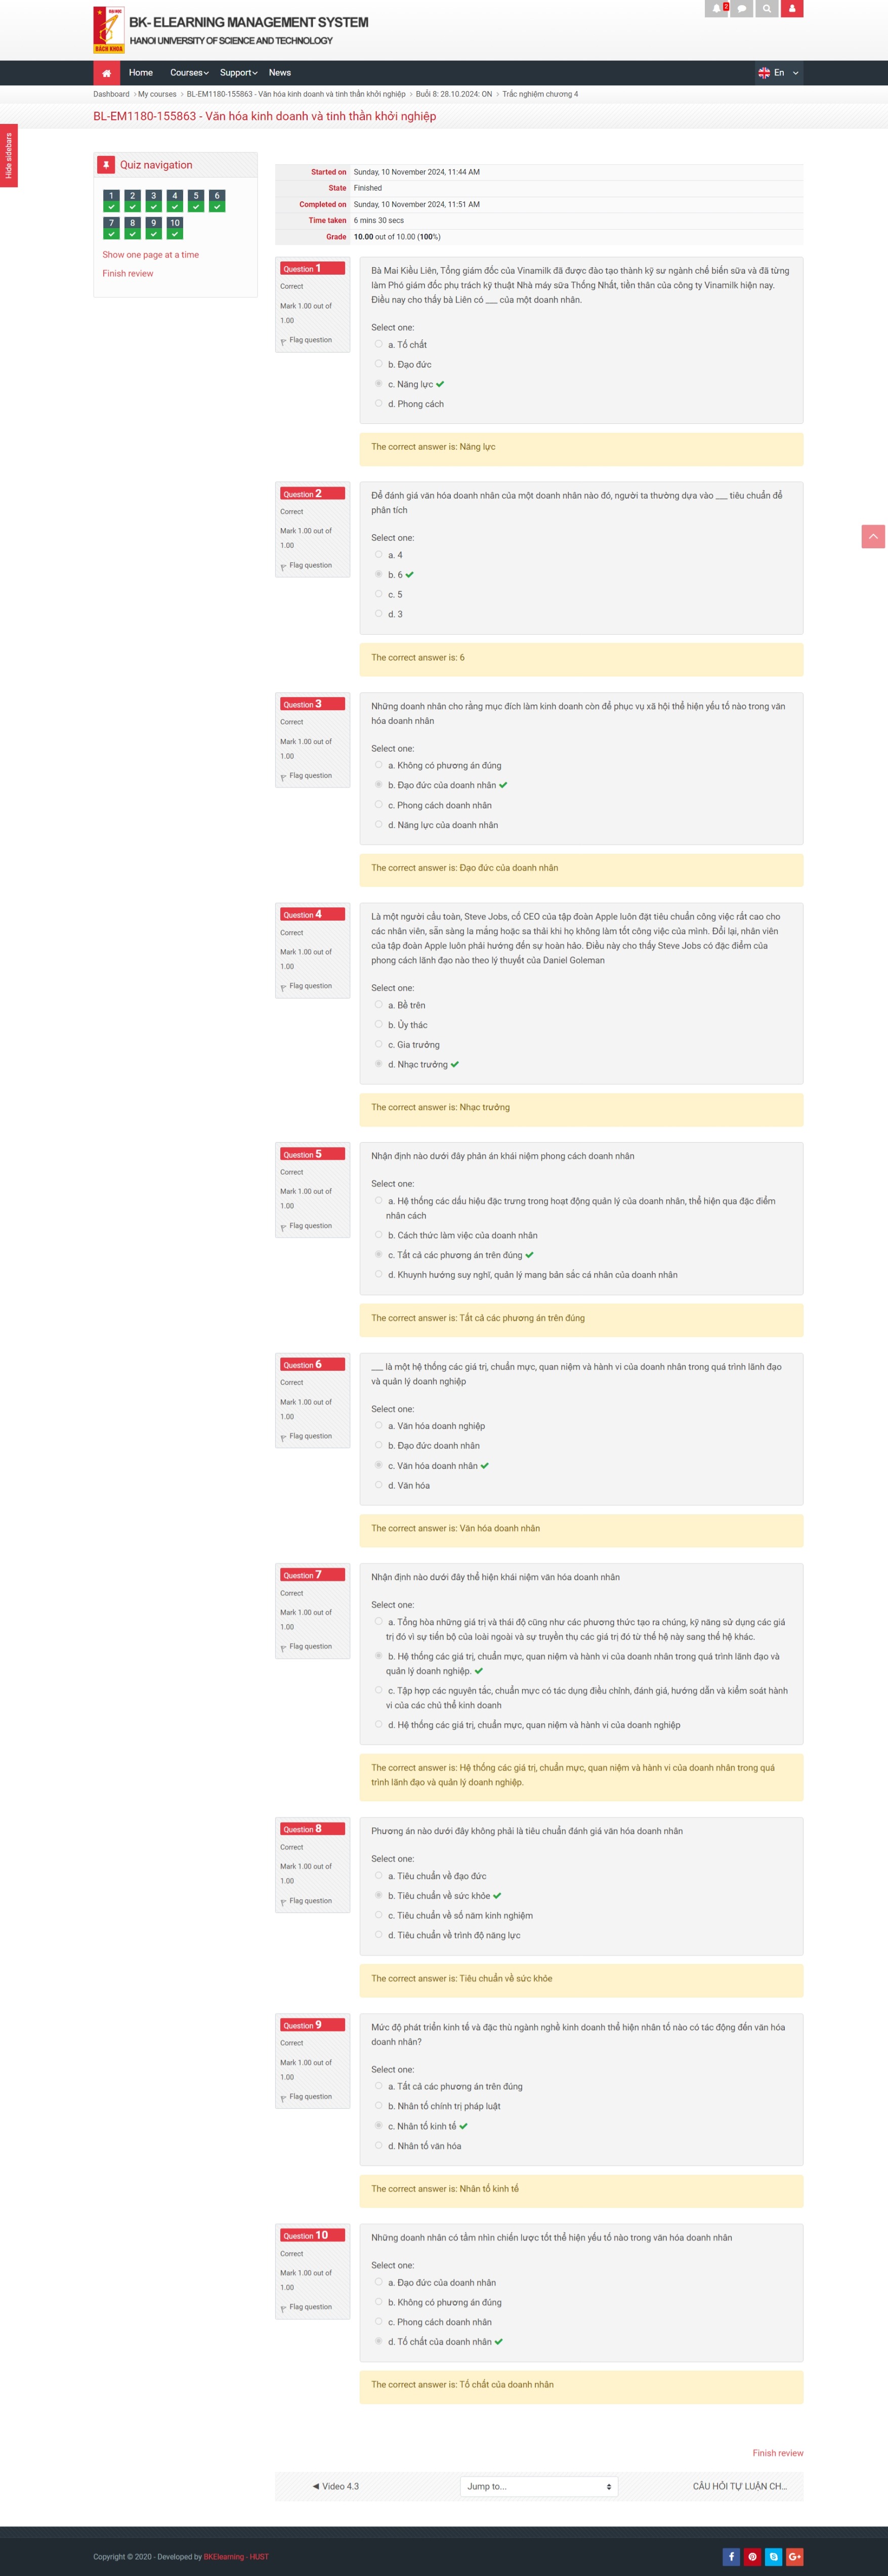 ĐẠI HỌC
BÁCH KHOA
BK- ELEARNING MANAGEMENT SYSTEM
HANOI UNIVERSITY OF SCIENCE AND TECHNOLOGY
Home Courses Support News En
Dashboard > My courses > BL-EM1180-155863 - Văn hóa kinh doanh và tinh thần khởi nghiệp > Buổi 8: 28.10.2024: ON > Trắc nghiệm chương 4
BL-EM1180-155863 - Văn hóa kinh doanh và tinh thần khởi nghiệp
Hide sidebars
Quiz navigation
1 2 3 4 5 6
7 8 9 10
Show one page at a time
Finish review
Started on Sunday, 10 November 2024, 11:44 AM
State Finished
Completed on Sunday, 10 November 2024, 11:51 AM
Time taken 6 mins 30 secs
Grade 10.00 out of 10.00 (100%)
Question 1
Correct
Mark 1.00 out of
1.00
Flag question
Bà Mai Kiều Liên, Tổng giám đốc của Vinamilk đã được đào tạo thành kỹ sư ngành chế biến sữa và đã từng
làm Phó giám đốc phụ trách kỹ thuật Nhà máy sữa Thống Nhất, tiền thân của công ty Vinamilk hiện nay.
Điều này cho thấy bà Liên có ___ của một doanh nhân.
Select one:
a. Tố chất
b. Đạo đức
c. Năng lực
d. Phong cách
The correct answer is: Năng lực
Question 2
Correct
Mark 1.00 out of
1.00
Flag question
Để đánh giá văn hóa doanh nhân của một doanh nhân nào đó, người ta thường dựa vào ___ tiêu chuẩn để
phân tích
Select one:
a. 4
b. 6
c. 5
d. 3
The correct answer is: 6
Question 3
Correct
Mark 1.00 out of
1.00
Flag question
Những doanh nhân cho rằng mục đích làm kinh doanh còn để phục vụ xã hội thể hiện yếu tố nào trong văn
hóa doanh nhân
Select one:
a. Không có phương án đúng
b. Đạo đức của doanh nhân
c. Phong cách doanh nhân
d. Năng lực của doanh nhân
The correct answer is: Đạo đức của doanh nhân
Question 4
Correct
Mark 1.00 out of
1.00
Flag question
Là một người cầu toàn, Steve Jobs, cố CEO của tập đoàn Apple luôn đặt tiêu chuẩn công việc rất cao cho
các nhân viên, sẵn sàng la mắng hoặc sa thải khi họ không làm tốt công việc của mình. Đổi lại, nhân viên
của tập đoàn Apple luôn phải hướng đến sự hoàn hảo. Điều này cho thấy Steve Jobs có đặc điểm của
phong cách lãnh đạo nào theo lý thuyết của Daniel Goleman
Select one:
a. Bề trên
b. Ủy thác
c. Gia trưởng
d. Nhạc trưởng
The correct answer is: Nhạc trưởng
Question 5
Correct
Mark 1.00 out of
1.00
Flag question
Nhận định nào dưới đây phản án khái niệm phong cách doanh nhân
Select one:
a. Hệ thống các dấu hiệu đặc trưng trong hoạt động quản lý của doanh nhân, thể hiện qua đặc điểm
nhân cách
b. Cách thức làm việc của doanh nhân
c. Tất cả các phương án trên đúng
d. Khuynh hướng suy nghĩ, quản lý mang bản sắc cá nhân của doanh nhân
The correct answer is: Tất cả các phương án trên đúng
Question 6
Correct
Mark 1.00 out of
1.00
Flag question
___ là một hệ thống các giá trị, chuẩn mực, quan niệm và hành vi của doanh nhân trong quá trình lãnh đạo
và quản lý doanh nghiệp
Select one:
a. Văn hóa doanh nghiệp
b. Đạo đức doanh nhân
c. Văn hóa doanh nhân
d. Văn hóa
The correct answer is: Văn hóa doanh nhân
Question 7
Correct
Mark 1.00 out of
1.00
Flag question
Nhận định nào dưới đây thể hiện khái niệm văn hóa doanh nhân
Select one:
a. Tổng hòa những giá trị và thái độ cũng như các phương thức tạo ra chúng, kỹ năng sử dụng các giá
trị đó vì sự tiến bộ của loài ngoài và sự truyền thụ các giá trị đó từ thế hệ này sang thế hệ khác.
b. Hệ thống các giá trị, chuẩn mực, quan niệm và hành vi của doanh nhân trong quá trình lãnh đạo và
quản lý doanh nghiệp.
c. Tập hợp các nguyên tắc, chuẩn mực có tác dụng điều chỉnh, đánh giá, hướng dẫn và kiểm soát hành
vi của các chủ thể kinh doanh
d. Hệ thống các giá trị, chuẩn mực, quan niệm và hành vi của doanh nghiệp
The correct answer is: Hệ thống các giá trị, chuẩn mực, quan niệm và hành vi của doanh nhân trong quá
trình lãnh đạo và quản lý doanh nghiệp.
Question 8
Correct
Mark 1.00 out of
1.00
Flag question
Phương án nào dưới đây không phải là tiêu chuẩn đánh giá văn hóa doanh nhân
Select one:
a. Tiêu chuẩn về đạo đức
b. Tiêu chuẩn về sức khỏe
c. Tiêu chuẩn về số năm kinh nghiệm
d. Tiêu chuẩn về trình độ năng lực
The correct answer is: Tiêu chuẩn về sức khỏe
Question 9
Correct
Mark 1.00 out of
1.00
Flag question
Mức độ phát triển kinh tế và đặc thù ngành nghề kinh doanh thể hiện nhân tố nào có tác động đến văn hóa
doanh nhân?
Select one:
a. Tất cả các phương án trên đúng
b. Nhân tố chính trị pháp luật
c. Nhân tố kinh tế
d. Nhân tố văn hóa
The correct answer is: Nhân tố kinh tế
Question 10
Correct
Mark 1.00 out of
1.00
Flag question
Những doanh nhân có tầm nhìn chiến lược tốt thể hiện yếu tố nào trong văn hóa doanh nhân
Select one:
a. Đạo đức của doanh nhân
b. Không có phương án đúng
c. Phong cách doanh nhân
d. Tố chất của doanh nhân
The correct answer is: Tố chất của doanh nhân
Finish review
◄ Video 4.3
Jump to...
CÂU HỎI TỰ LUẬN CH...
Copyright © 2020 - Developed by BKElearning - HUST